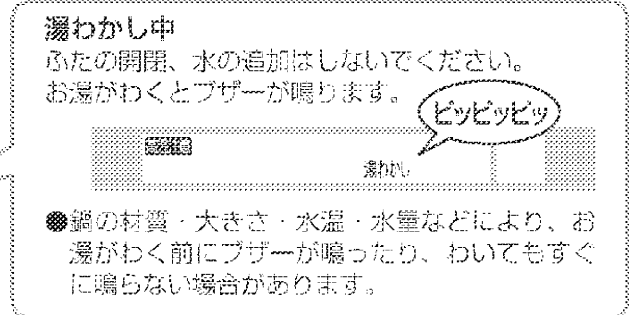 湯わかし中
ふたの開閉、水の追加はしないでください。
お湯がわくとブザーが鳴ります。
ピッピッピッ
湯わかし
●鍋の材質・大きさ・水温・水量などにより、お
湯がわく前にブザーが鳴ったり、わいてもすぐ
に鳴らない場合があります。